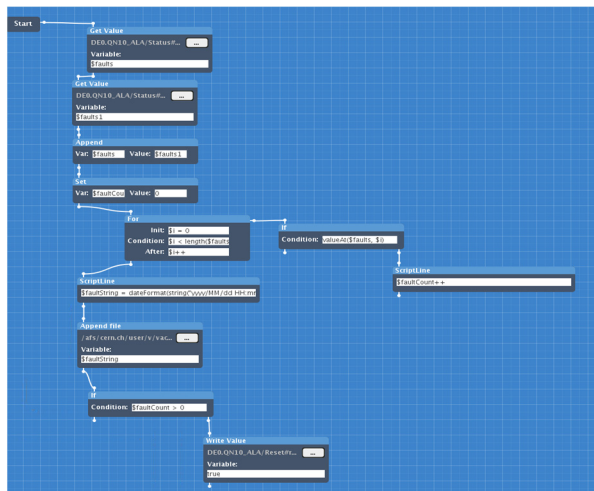 Start
Get Value
DE0.QN10_ALA/Status#... ...
Variable:
$faults
Get Value
DE0.QN10_ALA/Status#... ...
Variable:
$faults1
Append
Var: $faults Value: $faults1
Set
Var: $faultCou Value: 0
For
Init: $i = 0
Condition: $i < length($faults
After: $i++
If
Condition: valueAt($faults, $i)
ScriptLine
$faultCount++
ScriptLine
$faultString = dateFormat(string("yyyy/MM/dd HH:mm
Append file
/afs/cern.ch/user/v/vac... ...
Variable:
$faultString
If
Condition: $faultCount > 0
Write Value
DE0.QN10_ALA/Reset#t... ...
Variable:
true